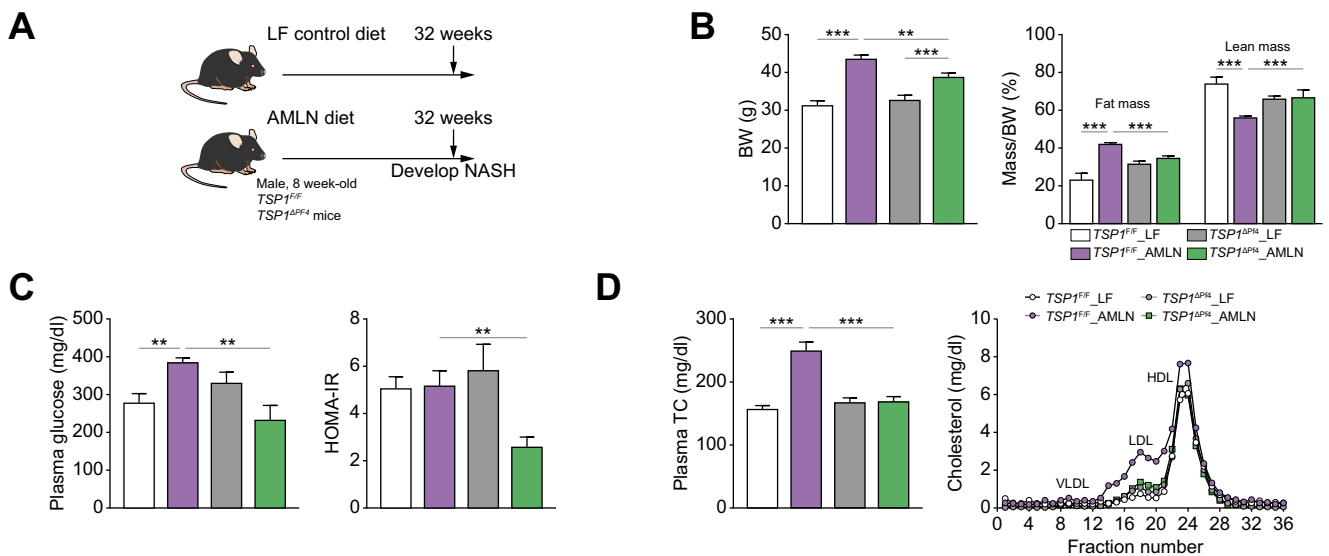 A
LF control diet 32 weeks
AMLN diet 32 weeks
Develop NASH
Male, 8 week-old
TSP1F/F
TSP1ΔPF4 mice
B
BW (g)
50
40
30
20
10
0
*** **
***
Mass/BW (%)
100
80
60
40
20
0
Lean mass
*** ***
Fat mass
*** ***
TSP1F/F_LF TSP1ΔPf4_LF
TSP1F/F_AMLN TSP1ΔPf4_AMLN
C
Plasma glucose (mg/dl)
500
400
300
200
100
0
** **
HOMA-IR
8
6
4
2
0
**
D
Plasma TC (mg/dl)
300
200
100
0
*** ***
TSP1F/F_LF TSP1ΔPf4_LF
TSP1F/F_AMLN TSP1ΔPf4_AMLN
Cholesterol (mg/dl)
10
8
6
4
2
0
HDL
LDL
VLDL
0 4 8 12 16 20 24 28 32 36
Fraction number